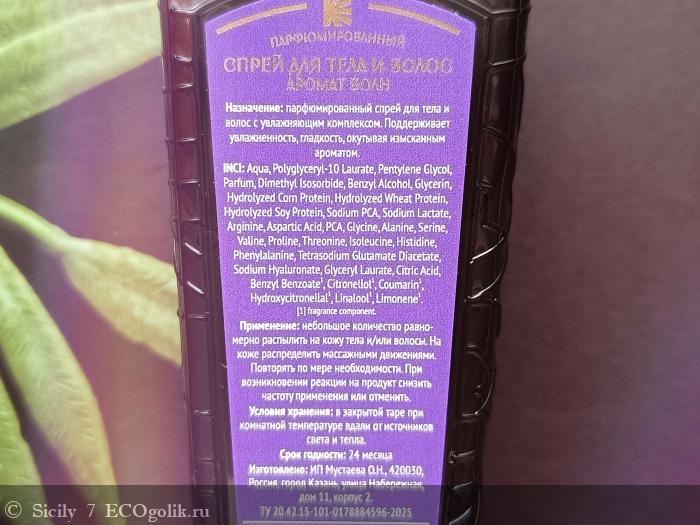 ПАРФЮМИРОВАННЫЙ
СПРЕЙ ДЛЯ ТЕЛА И ВОЛОС
АРОМАТ ВОЛН
Назначение: парфюмированный спрей для тела и
волос с увлажняющим комплексом. Поддерживает
увлажненность, гладкость, окутывая изысканным
ароматом.
INCI: Aqua, Polyglyceryl-10 Laurate, Pentylene Glycol,
Parfum, Dimethyl Isosorbide, Benzyl Alcohol, Glycerin,
Hydrolyzed Corn Protein, Hydrolyzed Wheat Protein,
Hydrolyzed Soy Protein, Sodium PCA, Sodium Lactate,
Arginine, Aspartic Acid, PCA, Glycine, Alanine, Serine,
Valine, Proline, Threonine, Isoleucine, Histidine,
Phenylalanine, Tetrasodium Glutamate Diacetate,
Sodium Hyaluronate, Glyceryl Laurate, Citric Acid,
Benzyl Benzoate¹, Citronellol¹, Coumarin¹,
Hydroxycitronellal¹, Linalool¹, Limonene¹.
[1] fragrance component.
Применение: небольшое количество равно-
мерно распылить на кожу тела и/или волосы. На
коже распределить массажными движениями.
Повторять по мере необходимости. При
возникновении реакции на продукт снизить
частоту применения или отменить.
Условия хранения: в закрытой таре при
комнатной температуре вдали от источников
света и тепла.
Срок годности: 24 месяца
Изготовлено: ИП Мустаева О.Н., 420030,
Россия, город Казань, улица Набережная,
дом 11, корпус 2.
ТУ 20.42.15-101-0178884596-2025
© Sicily 7 ECOgolik.ru